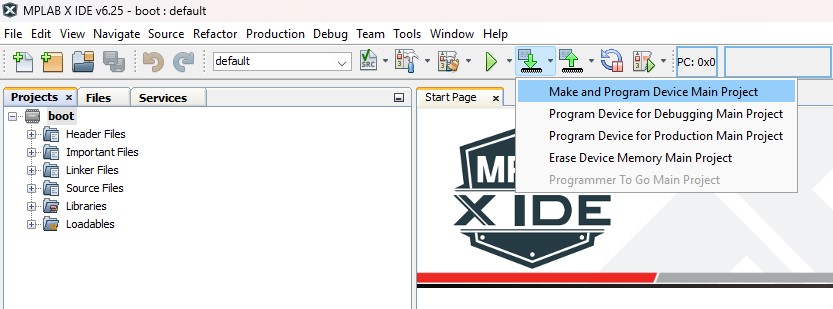 MPLAB X IDE v6.25 - boot : default
File Edit View Navigate Source Refactor Production Debug Team Tools Window Help
default
SRC
PC: 0x0
Projects x Files Services
Start Page x
boot
Header Files
Important Files
Linker Files
Source Files
Libraries
Loadables
Make and Program Device Main Project
Program Device for Debugging Main Project
Program Device for Production Main Project
Erase Device Memory Main Project
Programmer To Go Main Project
X IDE